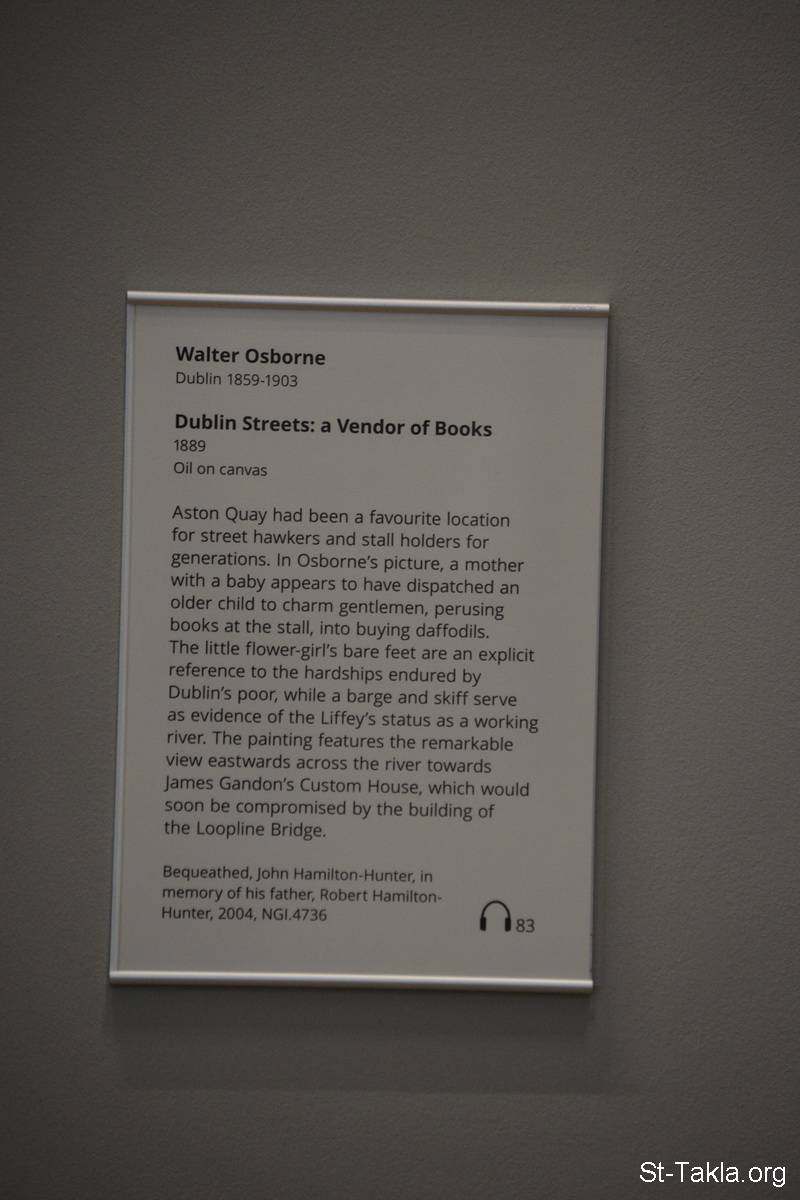 Walter Osborne
Dublin 1859-1903
Dublin Streets: a Vendor of Books
1889
Oil on canvas
Aston Quay had been a favourite location
for street hawkers and stall holders for
generations. In Osborne's picture, a mother
with a baby appears to have dispatched an
older child to charm gentlemen, perusing
books at the stall, into buying daffodils.
The little flower-girl's bare feet are an explicit
reference to the hardships endured by
Dublin's poor, while a barge and skiff serve
as evidence of the Liffey's status as a working
river. The painting features the remarkable
view eastwards across the river towards
James Gandon's Custom House, which would
soon be compromised by the building of
the Loopline Bridge.
Bequeathed, John Hamilton-Hunter, in
memory of his father, Robert Hamilton-
Hunter, 2004, NGI.4736
83
St-Takla.org